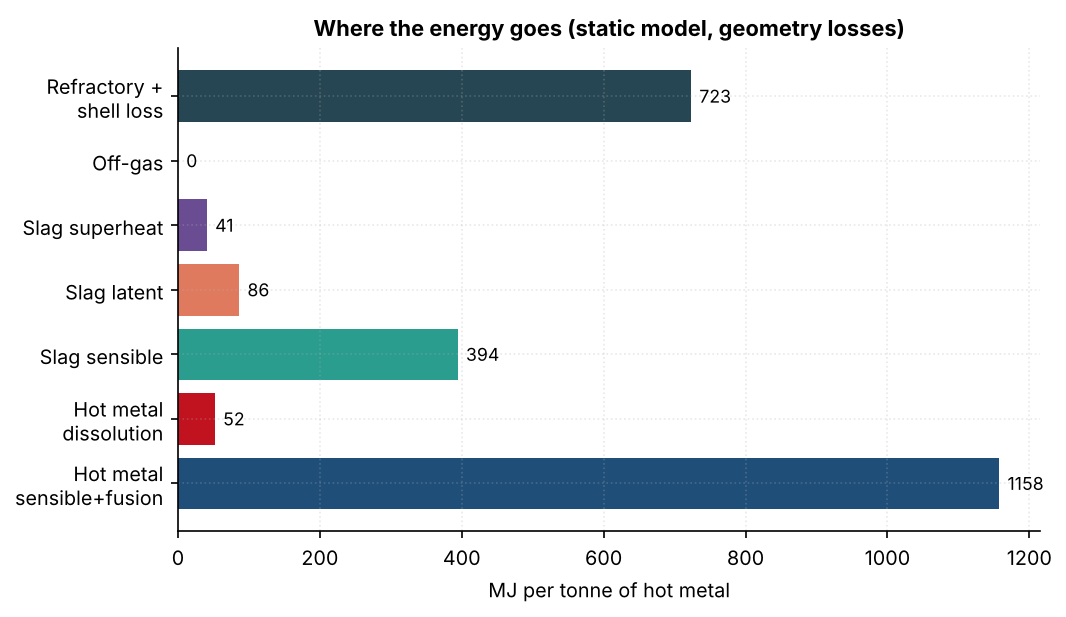 Where the energy goes (static model, geometry losses)
Refractory +
shell loss
723
Off-gas
0
Slag superheat
41
Slag latent
86
Slag sensible
394
Hot metal
dissolution
52
Hot metal
sensible+fusion
1158
0 200 400 600 800 1000 1200
MJ per tonne of hot metal